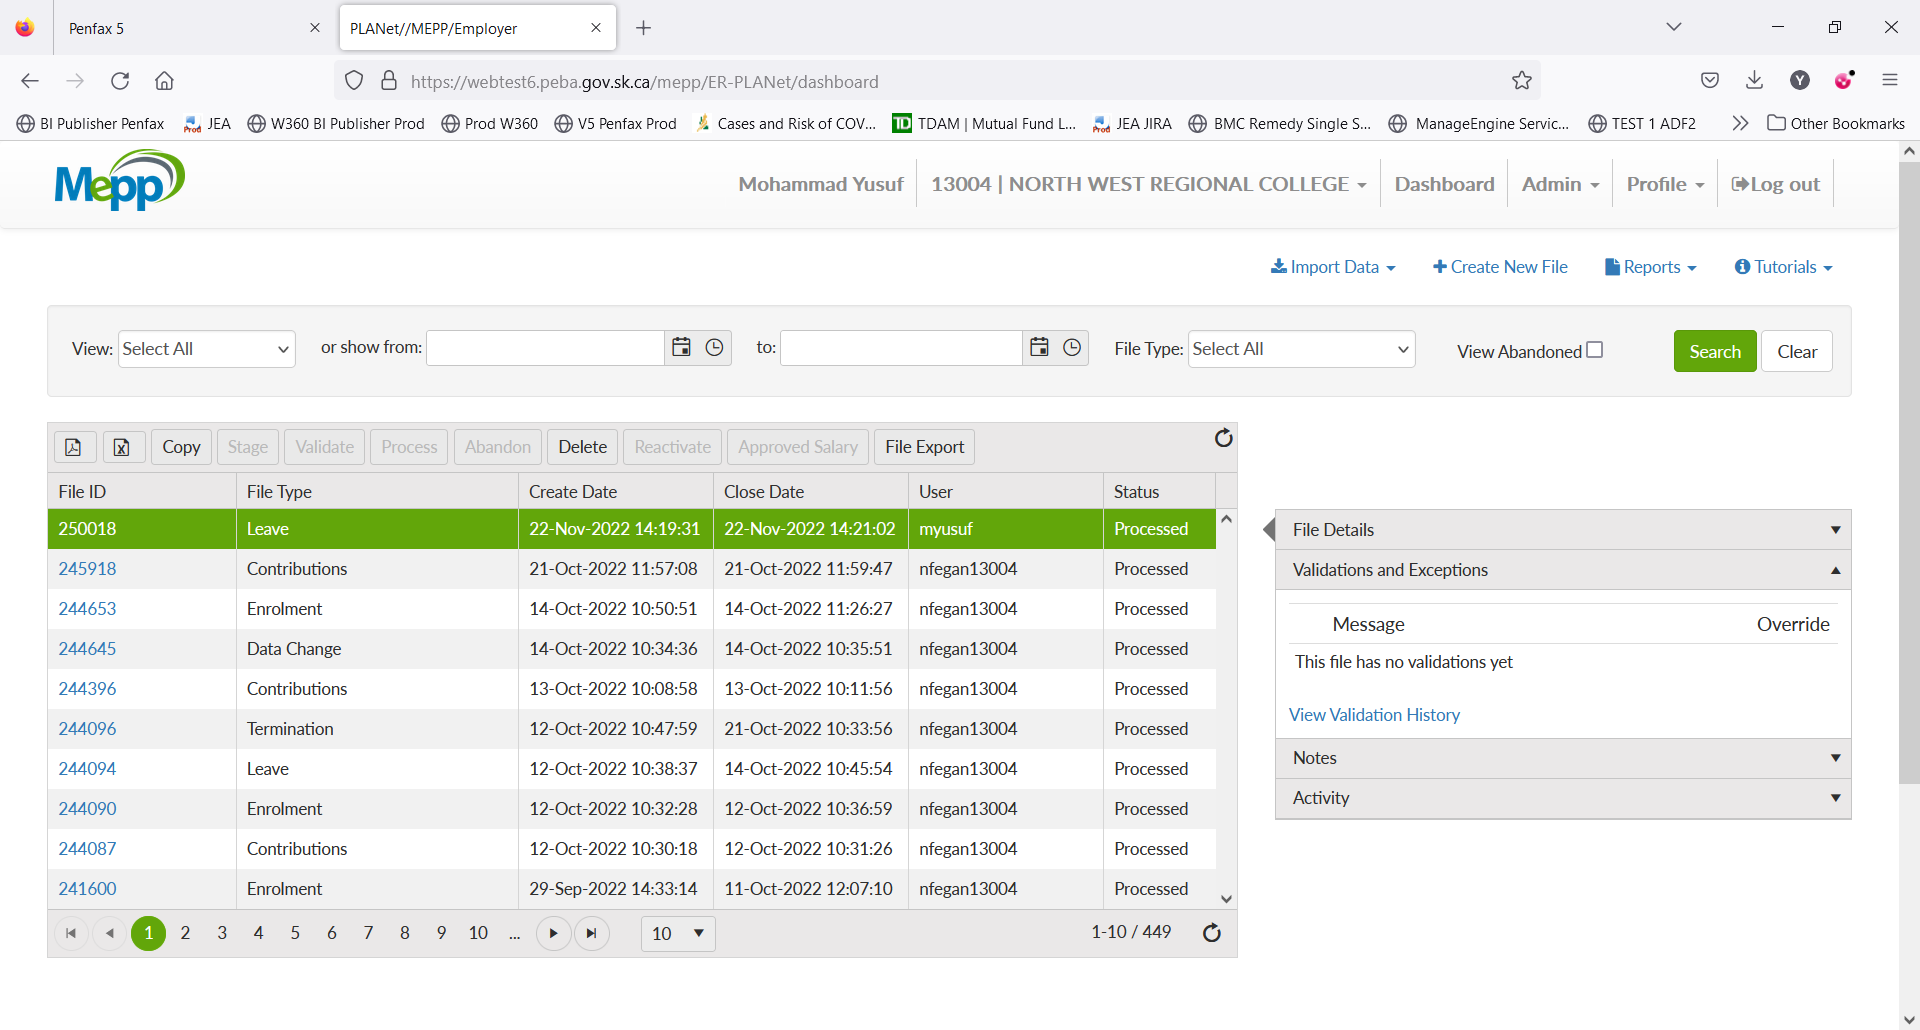 Penfax 5
PLANet//MEPP/Employer
https://webtest6.peba.gov.sk.ca/mepp/ER-PLANet/dashboard
Y
BI Publisher Penfax
Prod JEA
W360 BI Publisher Prod
Prod W360
V5 Penfax Prod
Cases and Risk of COV...
TD TDAM | Mutual Fund L...
Prod JEA JIRA
BMC Remedy Single S...
ManageEngine Servic...
TEST 1 ADF2
Other Bookmarks
Mepp
Mohammad Yusuf
13004 | NORTH WEST REGIONAL COLLEGE
Dashboard
Admin
Profile
Log out
Import Data
Create New File
Reports
Tutorials
View: Select All
or show from:
to:
File Type: Select All
View Abandoned
Search
Clear
Copy Stage Validate Process Abandon Delete Reactivate Approved Salary File Export
File ID File Type Create Date Close Date User Status
250018 Leave 22-Nov-2022 14:19:31 22-Nov-2022 14:21:02 myusuf Processed
245918 Contributions 21-Oct-2022 11:57:08 21-Oct-2022 11:59:47 nfegan13004 Processed
244653 Enrolment 14-Oct-2022 10:50:51 14-Oct-2022 11:26:27 nfegan13004 Processed
244645 Data Change 14-Oct-2022 10:34:36 14-Oct-2022 10:35:51 nfegan13004 Processed
244396 Contributions 13-Oct-2022 10:08:58 13-Oct-2022 10:11:56 nfegan13004 Processed
244096 Termination 12-Oct-2022 10:47:59 21-Oct-2022 10:33:56 nfegan13004 Processed
244094 Leave 12-Oct-2022 10:38:37 14-Oct-2022 10:45:54 nfegan13004 Processed
244090 Enrolment 12-Oct-2022 10:32:28 12-Oct-2022 10:36:59 nfegan13004 Processed
244087 Contributions 12-Oct-2022 10:30:18 12-Oct-2022 10:31:26 nfegan13004 Processed
241600 Enrolment 29-Sep-2022 14:33:14 11-Oct-2022 12:07:10 nfegan13004 Processed
1 2 3 4 5 6 7 8 9 10 ... 10 1-10 / 449
File Details
Validations and Exceptions
Message Override
This file has no validations yet
View Validation History
Notes
Activity